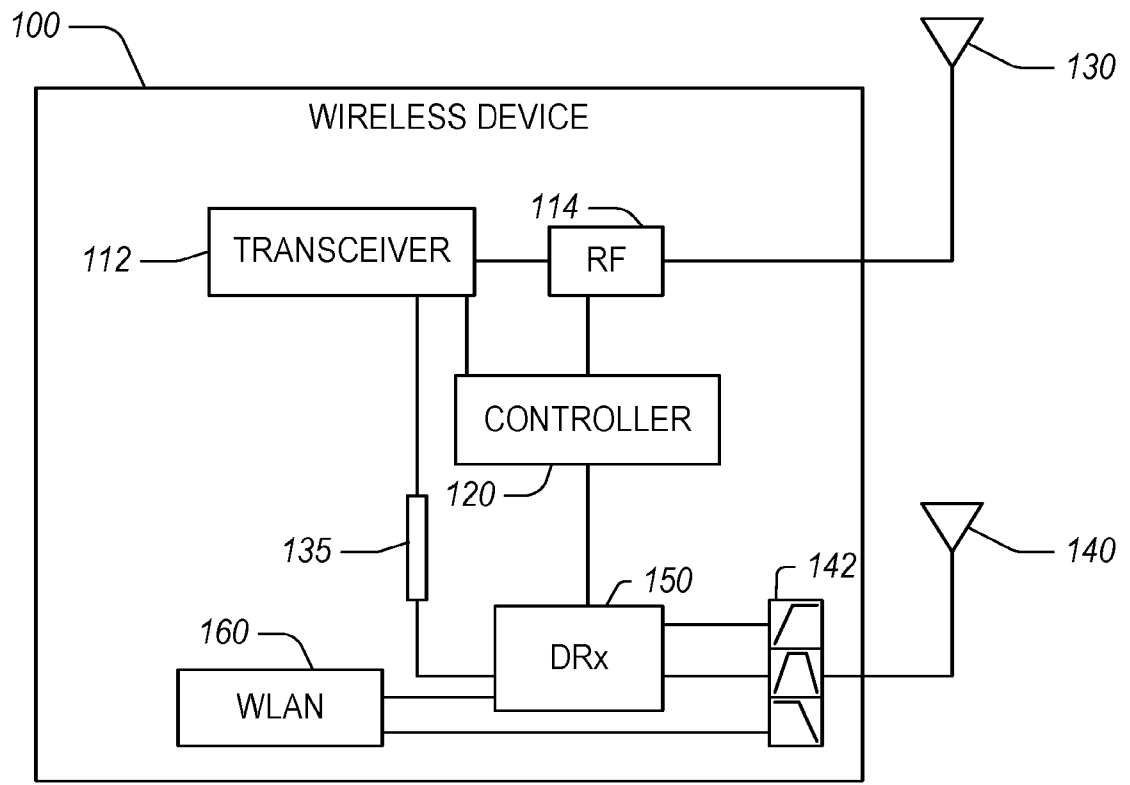 100
130
WIRELESS DEVICE
114
112
TRANSCEIVER
RF
CONTROLLER
120
135
140
142
150
160
DRx
WLAN